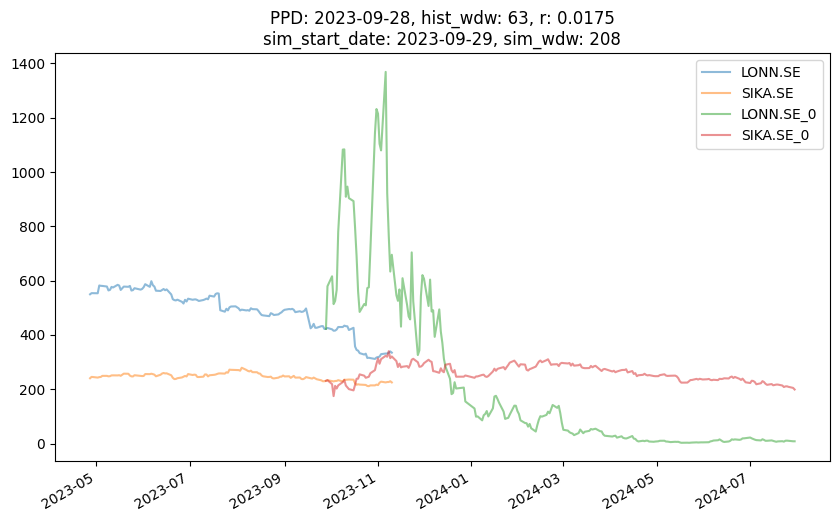 PPD: 2023-09-28, hist_wdw: 63, r: 0.0175
sim_start_date: 2023-09-29, sim_wdw: 208
1400
1200
1000
800
600
400
200
0
LONN.SE
SIKA.SE
LONN.SE_0
SIKA.SE_0
2023-05
2023-07
2023-09
2023-11
2024-01
2024-03
2024-05
2024-07